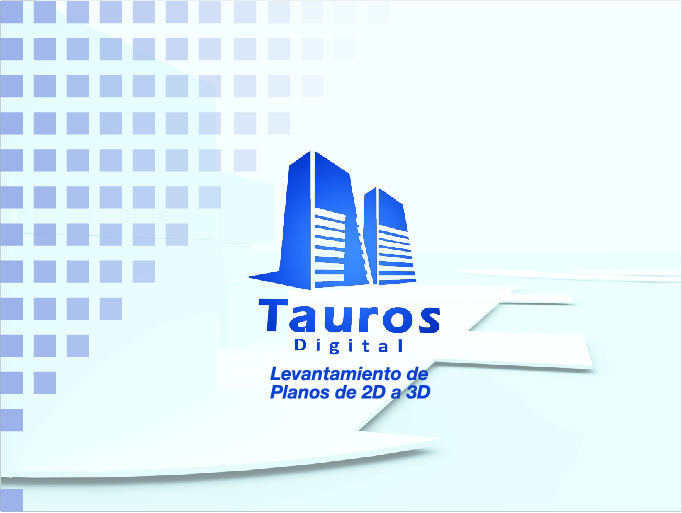 Tauros
Digital
Levantamiento de
Planos de 2D a 3D